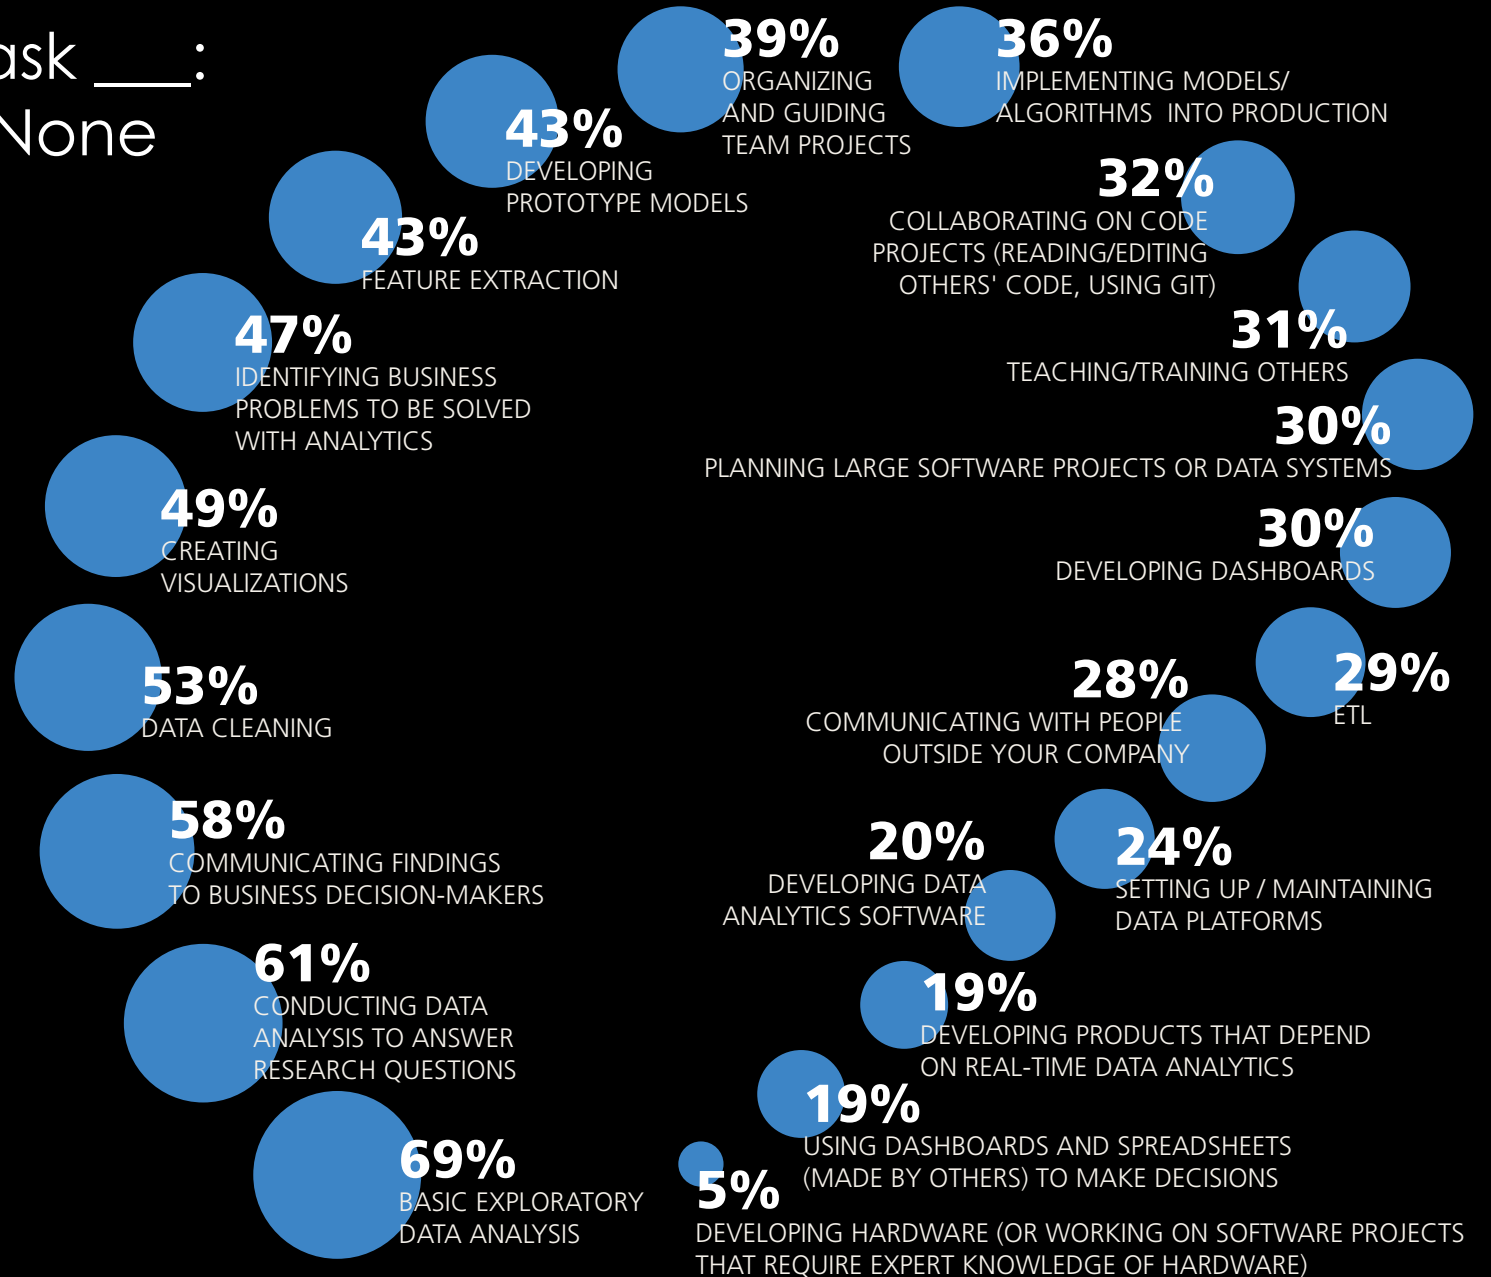 ask ___:
None
39%
ORGANIZING
AND GUIDING
TEAM PROJECTS
36%
IMPLEMENTING MODELS/
ALGORITHMS INTO PRODUCTION
43%
DEVELOPING
PROTOTYPE MODELS
32%
COLLABORATING ON CODE
PROJECTS (READING/EDITING
OTHERS' CODE, USING GIT)
43%
FEATURE EXTRACTION
31%
TEACHING/TRAINING OTHERS
47%
IDENTIFYING BUSINESS
PROBLEMS TO BE SOLVED
WITH ANALYTICS
30%
PLANNING LARGE SOFTWARE PROJECTS OR DATA SYSTEMS
49%
CREATING
VISUALIZATIONS
30%
DEVELOPING DASHBOARDS
53%
DATA CLEANING
29%
ETL
28%
COMMUNICATING WITH PEOPLE
OUTSIDE YOUR COMPANY
58%
COMMUNICATING FINDINGS
TO BUSINESS DECISION-MAKERS
24%
SETTING UP / MAINTAINING
DATA PLATFORMS
20%
DEVELOPING DATA
ANALYTICS SOFTWARE
61%
CONDUCTING DATA
ANALYSIS TO ANSWER
RESEARCH QUESTIONS
19%
DEVELOPING PRODUCTS THAT DEPEND
ON REAL-TIME DATA ANALYTICS
19%
USING DASHBOARDS AND SPREADSHEETS
(MADE BY OTHERS) TO MAKE DECISIONS
69%
BASIC EXPLORATORY
DATA ANALYSIS
5%
DEVELOPING HARDWARE (OR WORKING ON SOFTWARE PROJECTS
THAT REQUIRE EXPERT KNOWLEDGE OF HARDWARE)